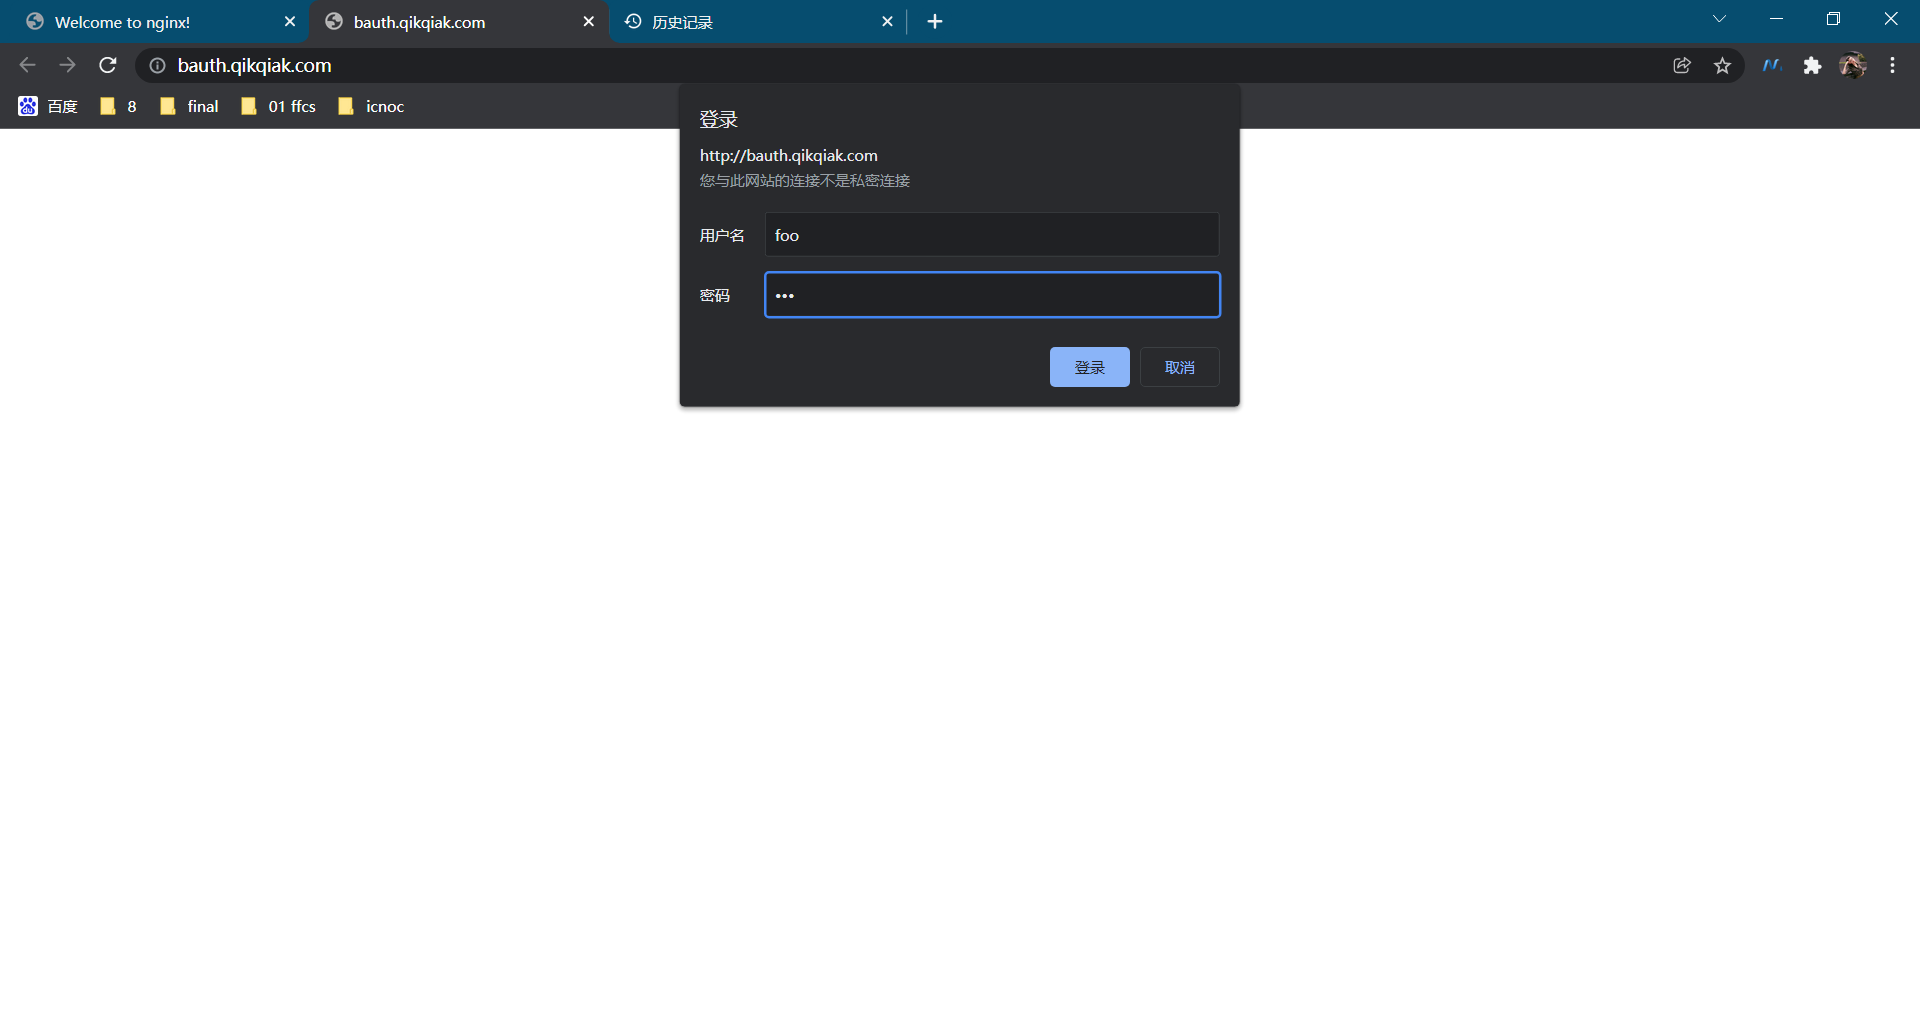 Welcome to nginx!
bauth.qikqiak.com
历史记录
bauth.qikqiak.com
百度
8
final
01 ffcs
icnoc
登录
http://bauth.qikqiak.com
您与此网站的连接不是私密连接
用户名 foo
密码 •••
登录 取消